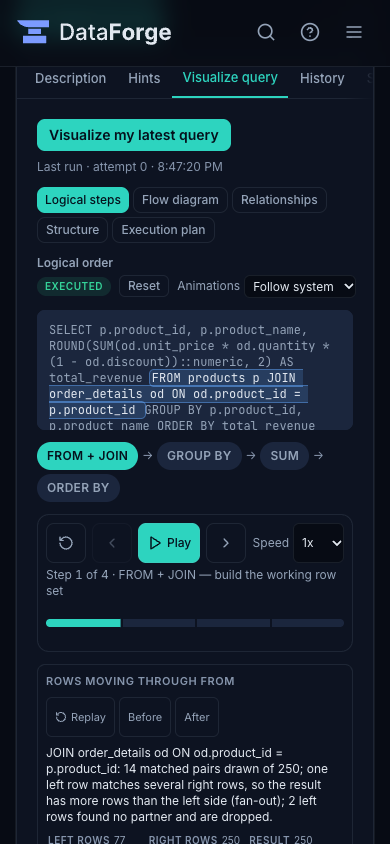 DataForge
Description Hints Visualize query History
Visualize my latest query
Last run · attempt 0 · 8:47:20 PM
Logical steps Flow diagram Relationships
Structure Execution plan
Logical order
EXECUTED Reset Animations Follow system
SELECT p.product_id, p.product_name,
ROUND(SUM(od.unit_price * od.quantity *
(1 - od.discount))::numeric, 2) AS
total_revenue FROM products p JOIN
order_details od ON od.product_id =
p.product_id GROUP BY p.product_id,
p.product_name ORDER BY total_revenue
FROM + JOIN → GROUP BY → SUM →
ORDER BY
Play Speed 1x
Step 1 of 4 · FROM + JOIN — build the working row
set
ROWS MOVING THROUGH FROM
Replay Before After
JOIN order_details od ON od.product_id =
p.product_id: 14 matched pairs drawn of 250; one
left row matches several right rows, so the result
has more rows than the left side (fan-out); 2 left
rows found no partner and are dropped.
LEFT ROWS 77 RIGHT ROWS 250 RESULT 250